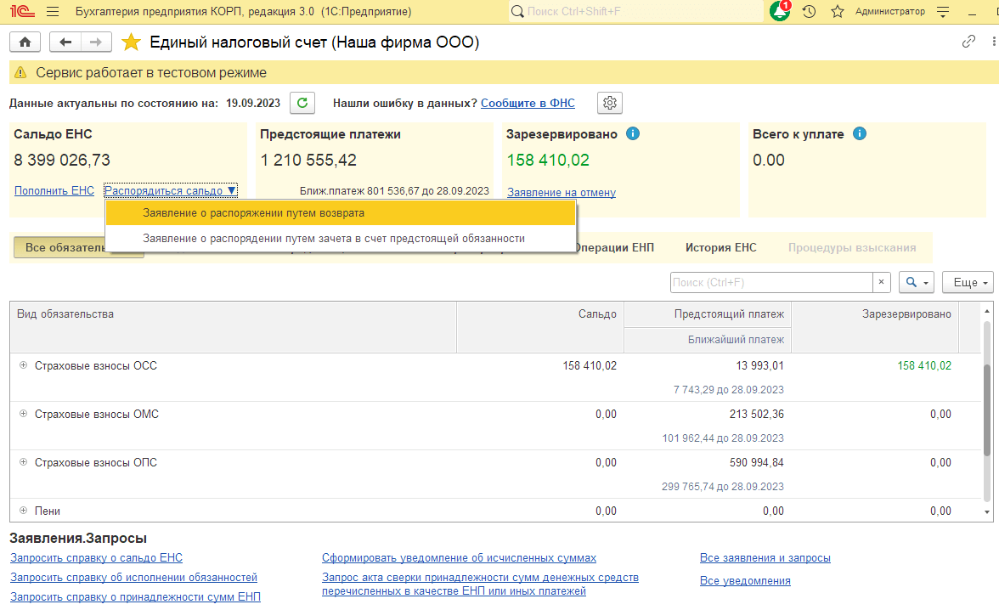 1С Бухгалтерия предприятия КОРП, редакция 3.0 (1С:Предприятие) Поиск Ctrl+Shift+F 1 Администратор
Единый налоговый счет (Наша фирма ООО)
Сервис работает в тестовом режиме
Данные актуальны по состоянию на: 19.09.2023 Нашли ошибку в данных? Сообщите в ФНС
Сальдо ЕНС Предстоящие платежи Зарезервировано Всего к уплате
8 399 026,73 1 210 555,42 158 410,02 0.00
Пополнить ЕНС Распорядиться сальдо Ближ.платеж 801 536,67 до 28.09.2023 Заявление на отмену
Заявление о распоряжении путем возврата
Заявление о распорядении путем зачета в счет предстоящей обязанности
Все обязатель Операции ЕНП История ЕНС Процедуры взыскания
Поиск (Ctrl+F) × Еще
Вид обязательства Сальдо Предстоящий платеж Зарезервировано
Ближайший платеж
Страховые взносы ОСС 158 410,02 13 993,01 158 410,02
7 743,29 до 28.09.2023
Страховые взносы ОМС 0,00 213 502,36 0,00
101 962,44 до 28.09.2023
Страховые взносы ОПС 0,00 590 994,84 0,00
299 765,74 до 28.09.2023
Пени 0,00 0,00 0,00
Заявления.Запросы
Запросить справку о сальдо ЕНС Сформировать уведомление об исчисленных суммах Все заявления и запросы
Запросить справку об исполнении обязанностей Запрос акта сверки принадлежности сумм денежных средств Все уведомления
перечисленных в качестве ЕНП или иных платежей
Запросить справку о принадлежности сумм ЕНП